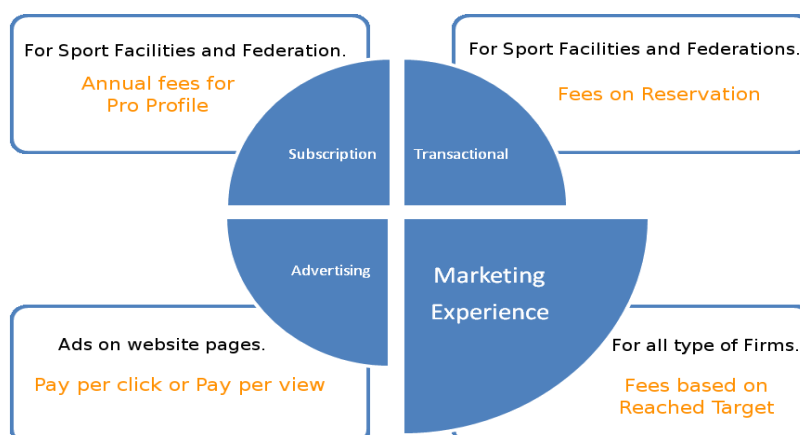 For Sport Facilities and Federation.
Annual fees for
Pro Profile
For Sport Facilities and Federations.
Fees on Reservation
Subscription
Transactional
Advertising
Marketing
Experience
Ads on website pages.
Pay per click or Pay per view
For all type of Firms.
Fees based on
Reached Target